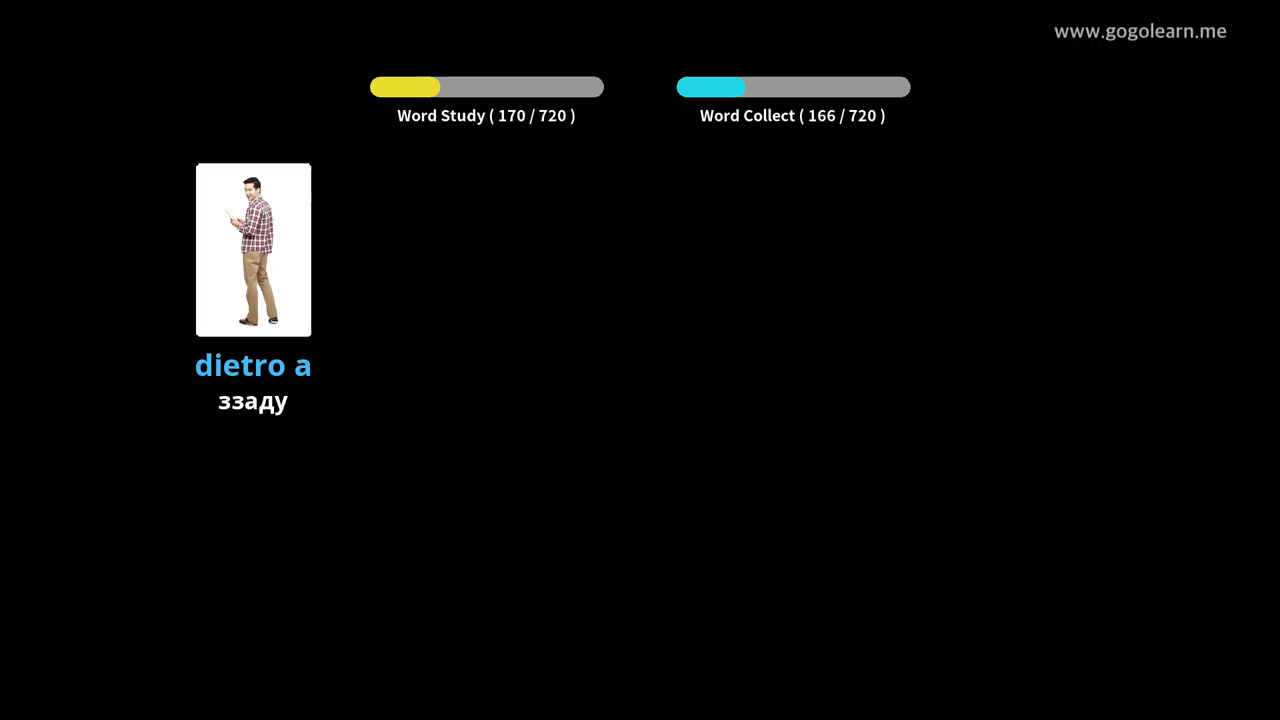 www.gogolearn.me
Word Study ( 170 / 720 )
Word Collect ( 166 / 720 )
dietro a
ззаду